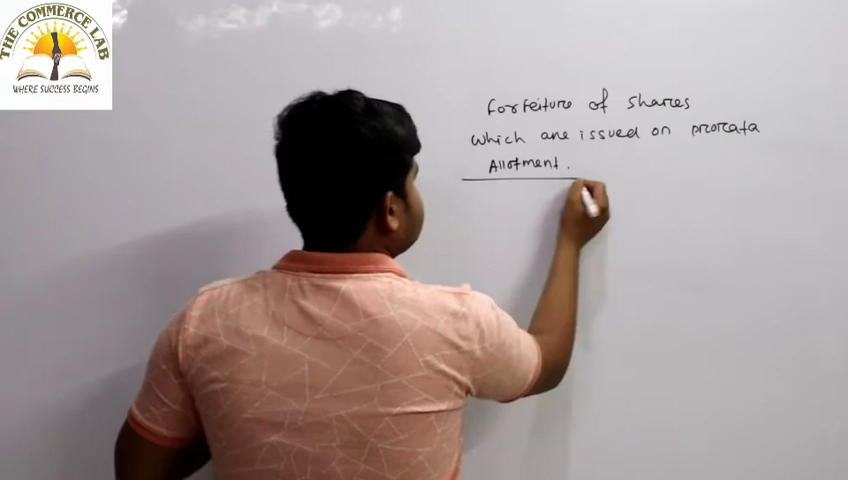 THE COMMERCE LAB
WHERE SUCCESS BEGINS
Forfeiture of shares
which are issued on prorata
Allotment.